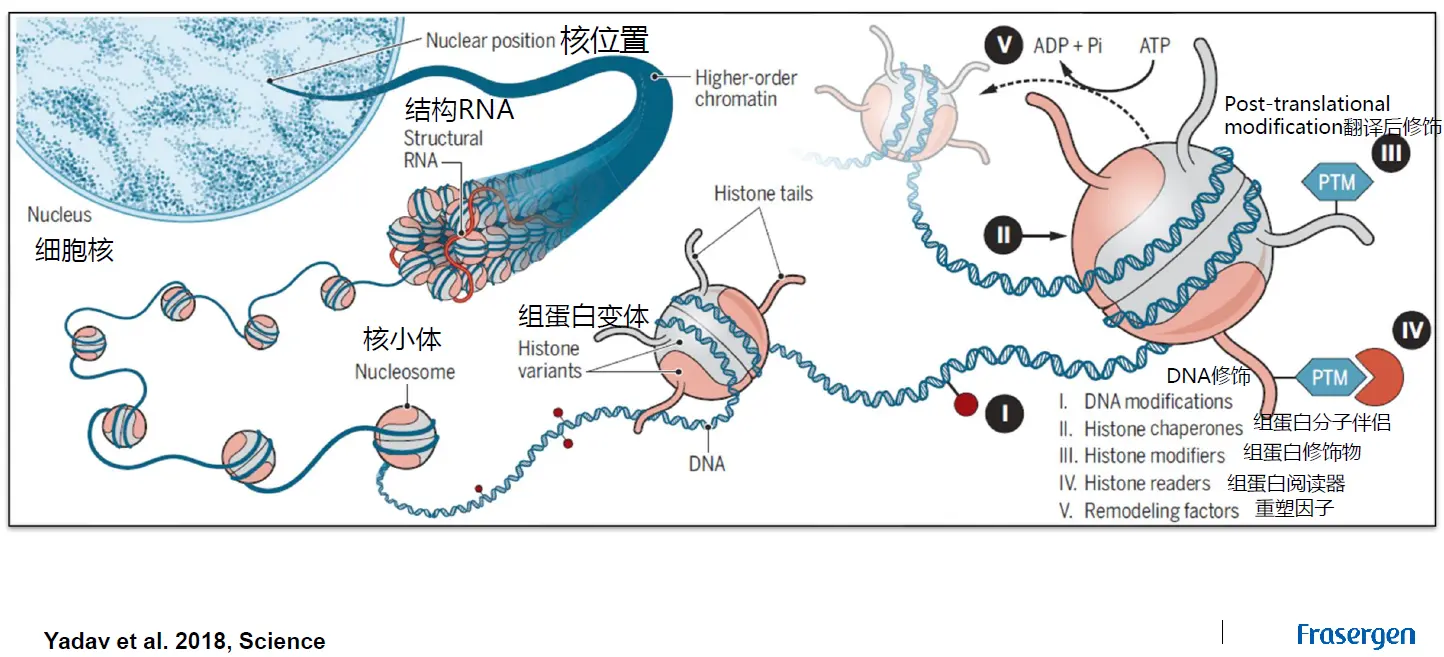 Nuclear position 核位置
Higher-order
chromatin
结构RNA
Structural
RNA
Nucleus
细胞核
Histone tails
组蛋白变体
Histone
variants
核小体
Nucleosome
DNA
V
ADP + Pi
ATP
Post-translational
modification翻译后修饰
III
PTM
II
IV
PTM
I
DNA修饰
I. DNA modifications
II. Histone chaperones 组蛋白分子伴侣
III. Histone modifiers 组蛋白修饰物
IV. Histone readers 组蛋白阅读器
V. Remodeling factors 重塑因子
Yadav et al. 2018, Science
Frasergen